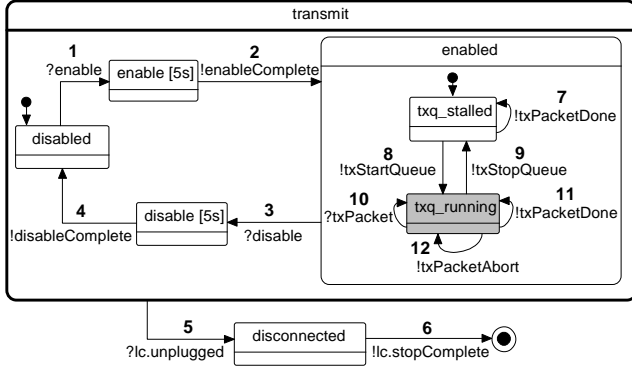 transmit
1
?enable
enable [5s]
2
!enableComplete
enabled
disabled
txq_stalled
7
!txPacketDone
8
!txStartQueue
9
!txStopQueue
4
!disableComplete
disable [5s]
3
?disable
10
?txPacket
txq_running
11
!txPacketDone
12
!txPacketAbort
5
?lc.unplugged
disconnected
6
!lc.stopComplete